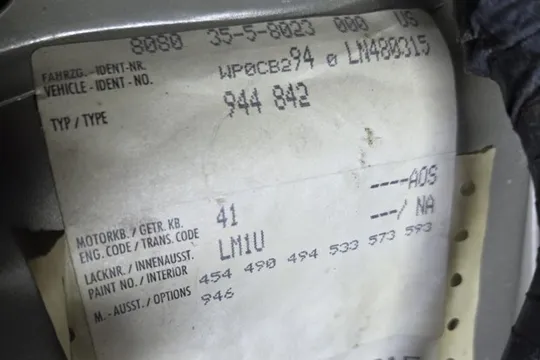 8080 35-5-8023 000 US
FAHRZG.-IDENT-NR.
VEHICLE-IDENT-NO. WP0CB294 0 LN480315
TYP / TYPE 944 842
MOTORKB. / GETR. KB.
ENG. CODE / TRANS. CODE 41 ----AOS
LACKNR. / INNENAUSST.
PAINT NO. / INTERIOR LM1U ---/ NA
M.-AUSST. / OPTIONS 454 490 494 533 573 593
946